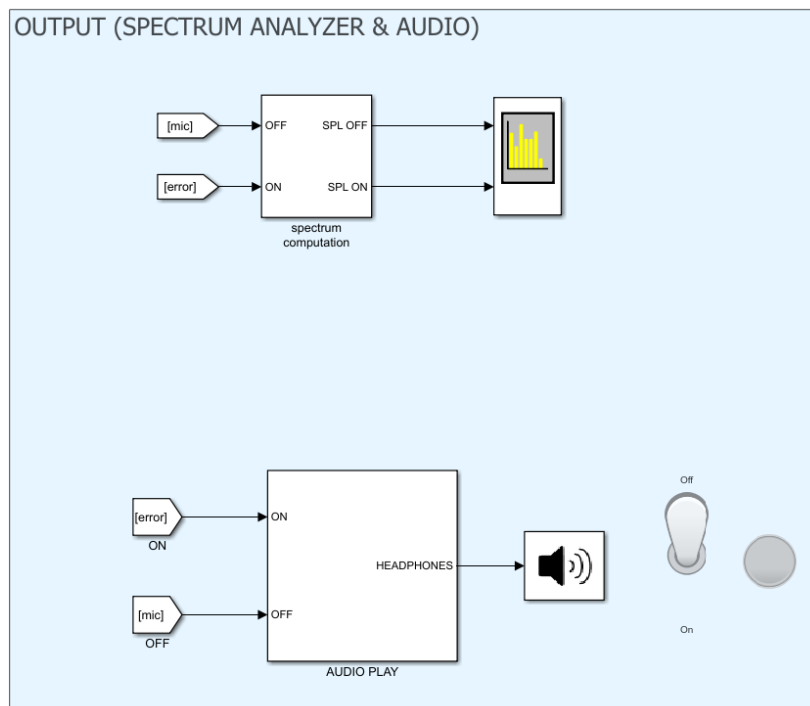 OUTPUT (SPECTRUM ANALYZER & AUDIO)
[mic]
OFF
SPL OFF
[error]
ON
SPL ON
spectrum
computation
[error]
ON
ON
HEADPHONES
[mic]
OFF
OFF
AUDIO PLAY
Off
On